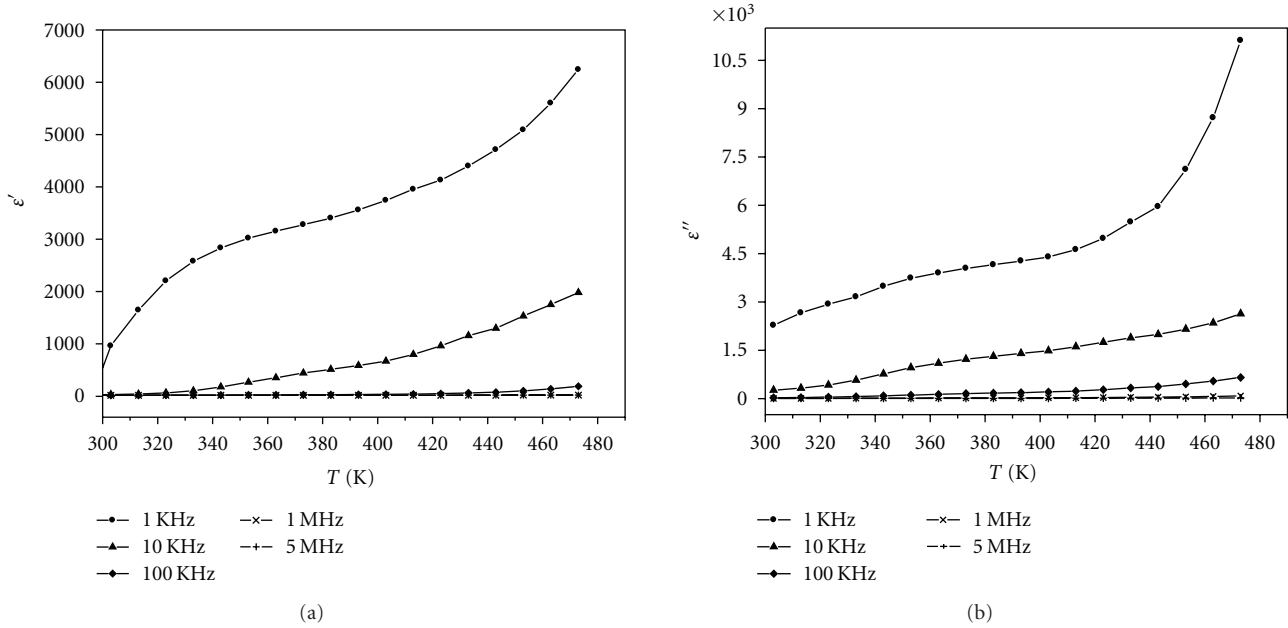 7000
6000
5000
4000
3000
2000
1000
0
ε′
300 320 340 360 380 400 420 440 460 480
T (K)
1 KHz 1 MHz
10 KHz 5 MHz
100 KHz
(a)
×10³
10.5
9
7.5
6
4.5
3
1.5
0
ε″
300 320 340 360 380 400 420 440 460 480
T (K)
1 KHz 1 MHz
10 KHz 5 MHz
100 KHz
(b)